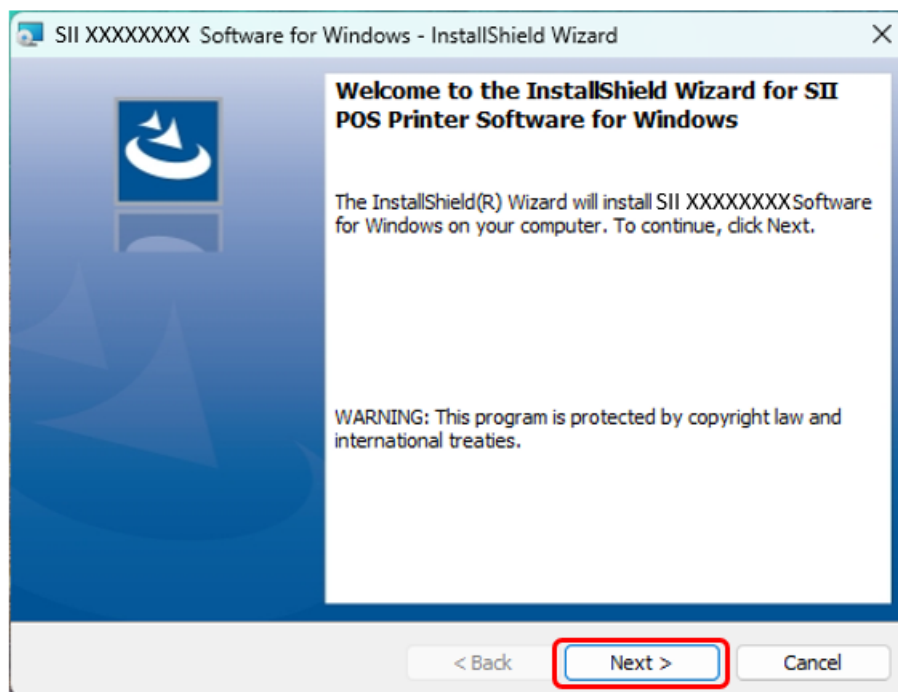 SII XXXXXXXX Software for Windows - InstallShield Wizard
Welcome to the InstallShield Wizard for SII
POS Printer Software for Windows
The InstallShield(R) Wizard will install SII XXXXXXXX Software
for Windows on your computer. To continue, click Next.
WARNING: This program is protected by copyright law and
international treaties.
< Back Next > Cancel